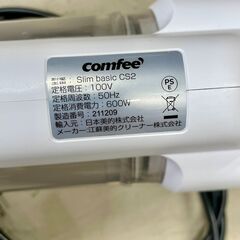 comfee
型番：Slim basic CS2
定格電圧：100V
定格周波数：50Hz
定格消費電力：600W
製造番号：211209
輸入元：日本美的株式会社
メーカー:江蘇美的クリーナー株式会社
PS
E